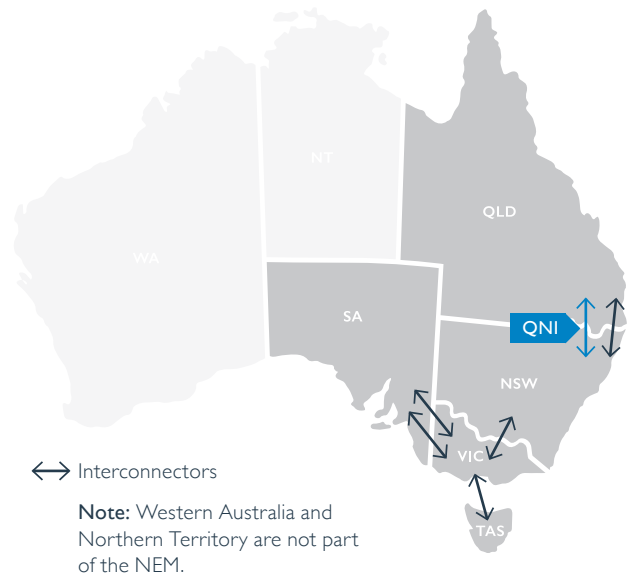 NT
QLD
WA
SA
QNI
NSW
VIC
TAS
Interconnectors
Note: Western Australia and
Northern Territory are not part
of the NEM.